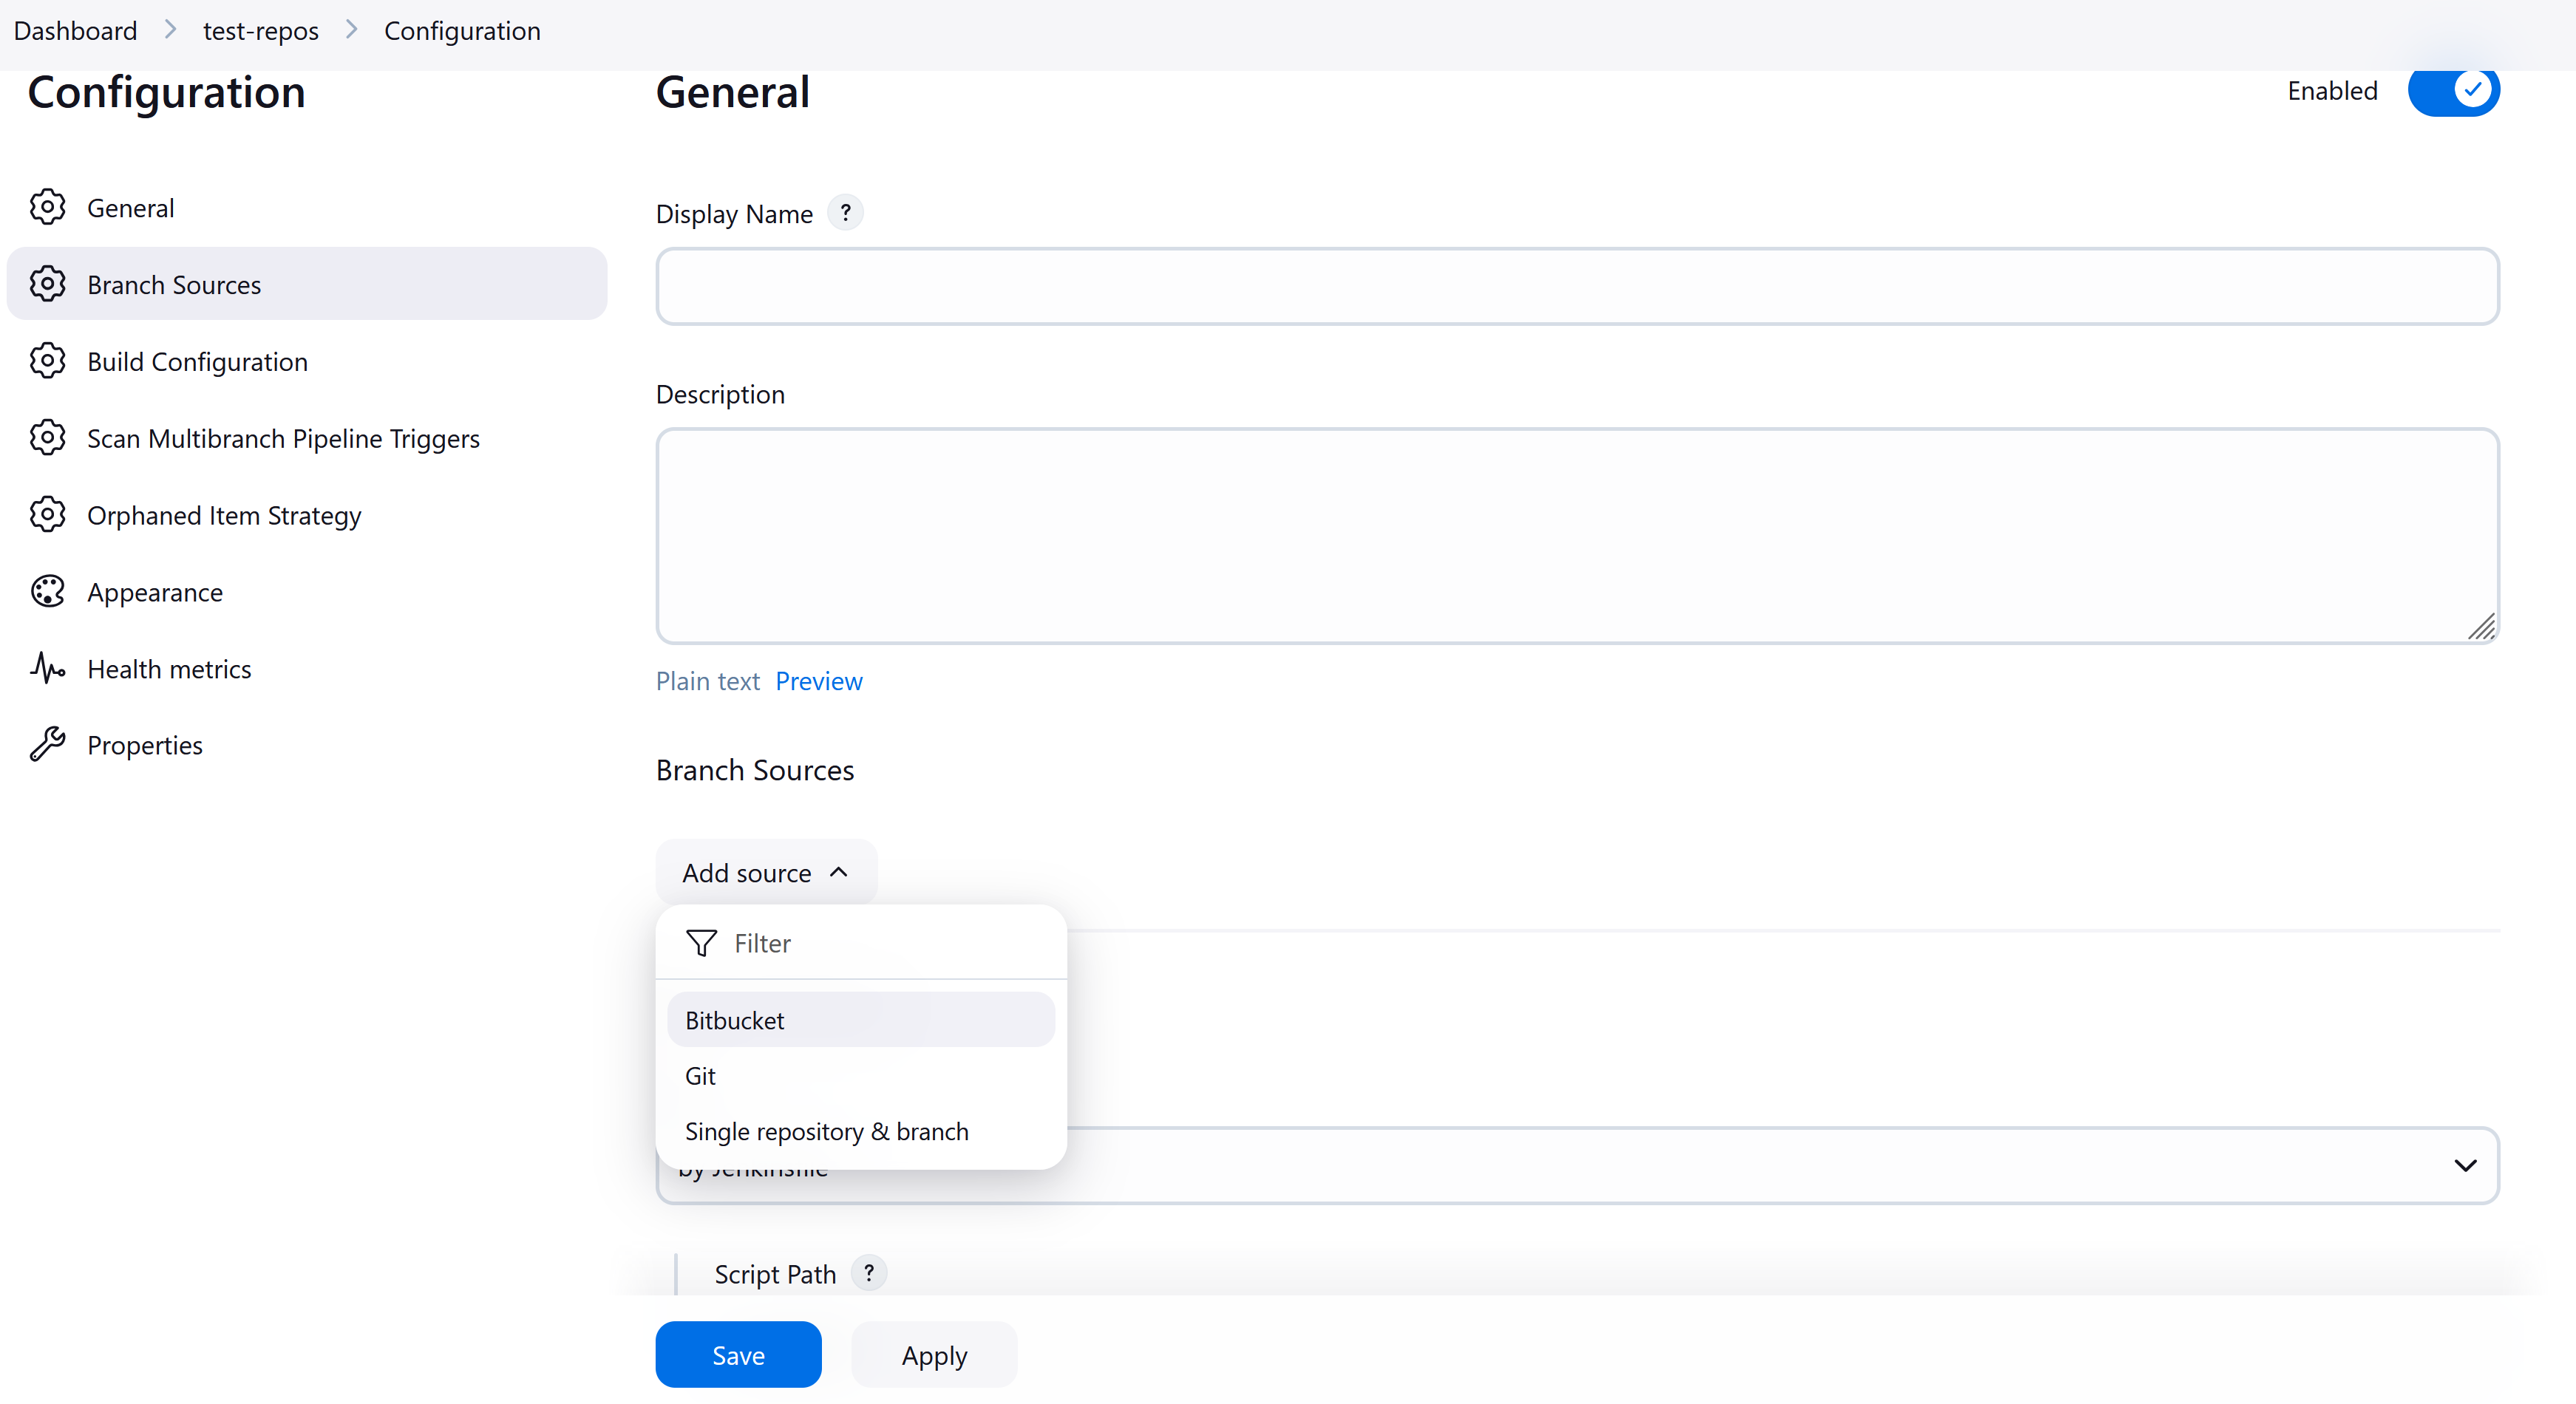 Dashboard > test-repos > Configuration
Configuration
General
Branch Sources
Build Configuration
Scan Multibranch Pipeline Triggers
Orphaned Item Strategy
Appearance
Health metrics
Properties
General
Enabled
Display Name ?
Description
Plain text Preview
Branch Sources
Add source
Filter
Bitbucket
Git
Single repository & branch
by Jenkinsfile
Script Path ?
Save Apply